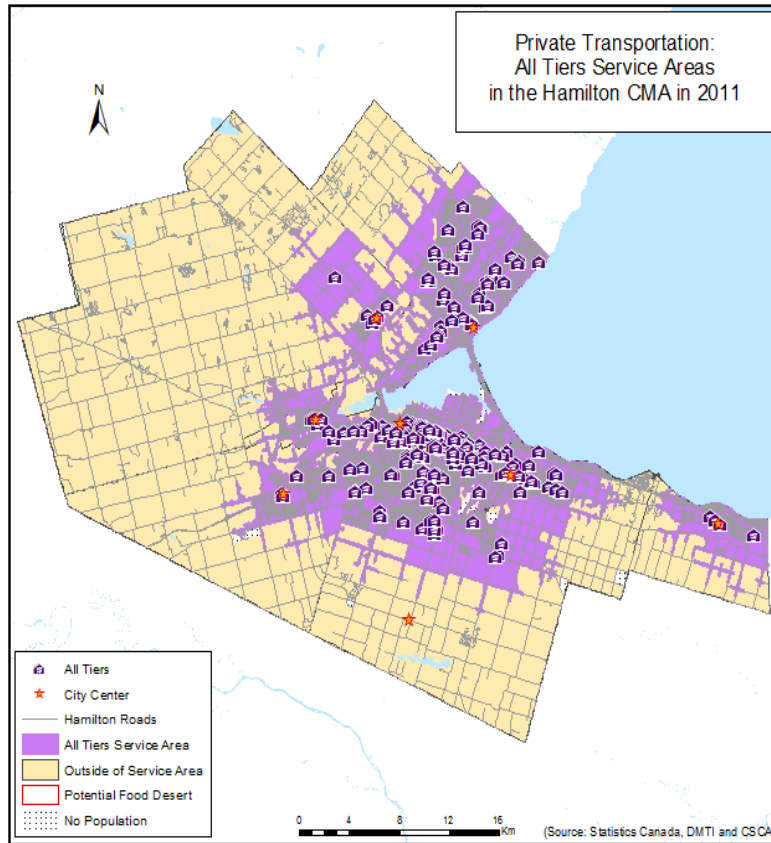 Private Transportation:
All Tiers Service Areas
in the Hamilton CMA in 2011
N
All Tiers
City Center
Hamilton Roads
All Tiers Service Area
Outside of Service Area
Potential Food Desert
No Population
0 4 8 12 16
Km
(Source: Statistics Canada, DMTI and CSCA